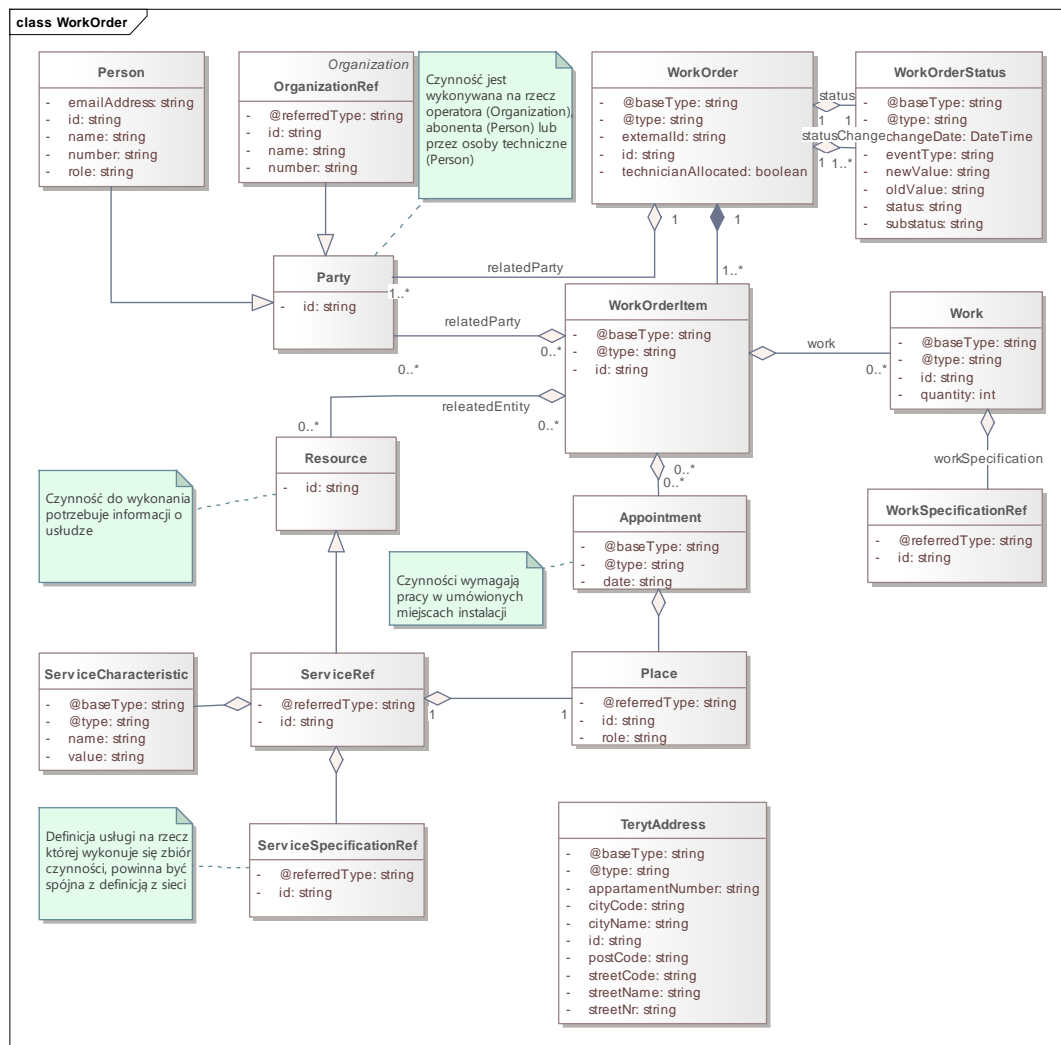 class WorkOrder
Person
- emailAddress: string
- id: string
- name: string
- number: string
- role: string
Organization
OrganizationRef
- @referredType: string
- id: string
- name: string
- number: string
Czynność jest
wykonywana na rzecz
operatora (Organization),
abonenta (Person) lub
przez osoby techniczne
(Person)
WorkOrder
- @baseType: string
- @type: string
- externalId: string
- id: string
- technicianAllocated: boolean
status
1
1
statusChange
1
1..*
WorkOrderStatus
- @baseType: string
- @type: string
- changeDate: DateTime
- eventType: string
- newValue: string
- oldValue: string
- status: string
- substatus: string
1
1
relatedParty
1..*
1..*
Party
- id: string
relatedParty
0..*
0..*
WorkOrderItem
- @baseType: string
- @type: string
- id: string
work
0..*
Work
- @baseType: string
- @type: string
- id: string
- quantity: int
releatedEntity
0..*
0..*
Resource
- id: string
workSpecification
0..*
0..*
Czynność do wykonania
potrzebuje informacji o
usłudze
WorkSpecificationRef
- @referredType: string
- id: string
Appointment
- @baseType: string
- @type: string
- date: string
Czynności wymagają
pracy w umówionych
miejscach instalacji
ServiceCharacteristic
- @baseType: string
- @type: string
- name: string
- value: string
ServiceRef
- @referredType: string
- id: string
1
1
Place
- @referredType: string
- id: string
- role: string
Definicja usługi na rzecz
której wykonuje się zbiór
czynności, powinna być
spójna z definicją z sieci
ServiceSpecificationRef
- @referredType: string
- id: string
TerytAddress
- @baseType: string
- @type: string
- appartamentNumber: string
- cityCode: string
- cityName: string
- id: string
- postCode: string
- streetCode: string
- streetName: string
- streetNr: string